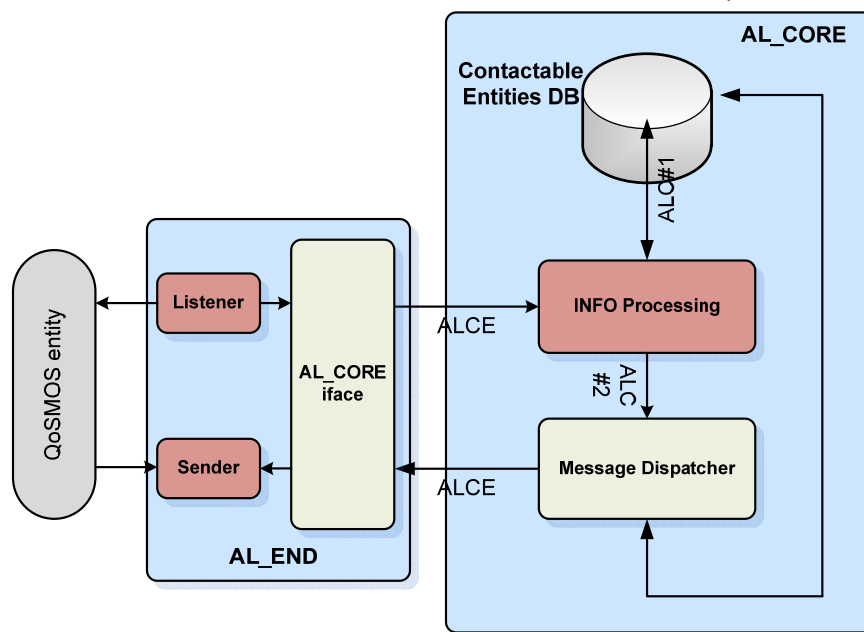 AL_CORE
Contactable
Entities DB
ALC#1
Listener
INFO Processing
ALCE
QoSMOS entity
AL_CORE
iface
ALC
#2
Sender
Message Dispatcher
ALCE
AL_END